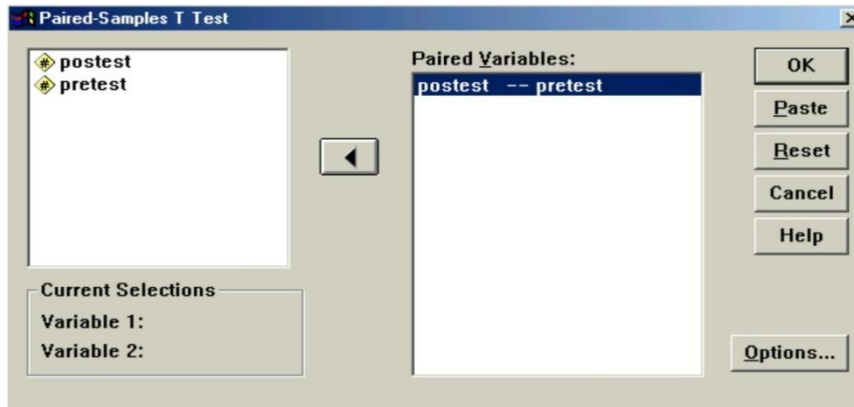 Paired-Samples T Test
postest
pretest
Paired Variables:
postest -- pretest
OK
Paste
Reset
Cancel
Help
Current Selections
Variable 1:
Variable 2:
Options...